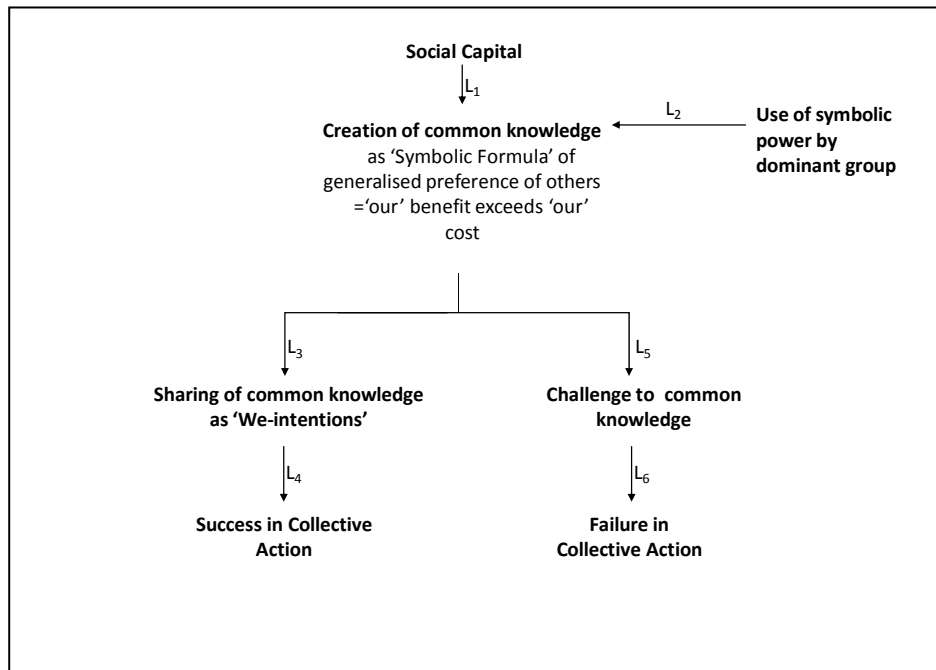 Social Capital
L1
L2
Use of symbolic
power by
dominant group
Creation of common knowledge
as ‘Symbolic Formula’ of
generalised preference of others
=‘our’ benefit exceeds ‘our’
cost
L3
L5
Sharing of common knowledge
as ‘We-intentions’
Challenge to common
knowledge
L4
L6
Success in Collective
Action
Failure in
Collective Action